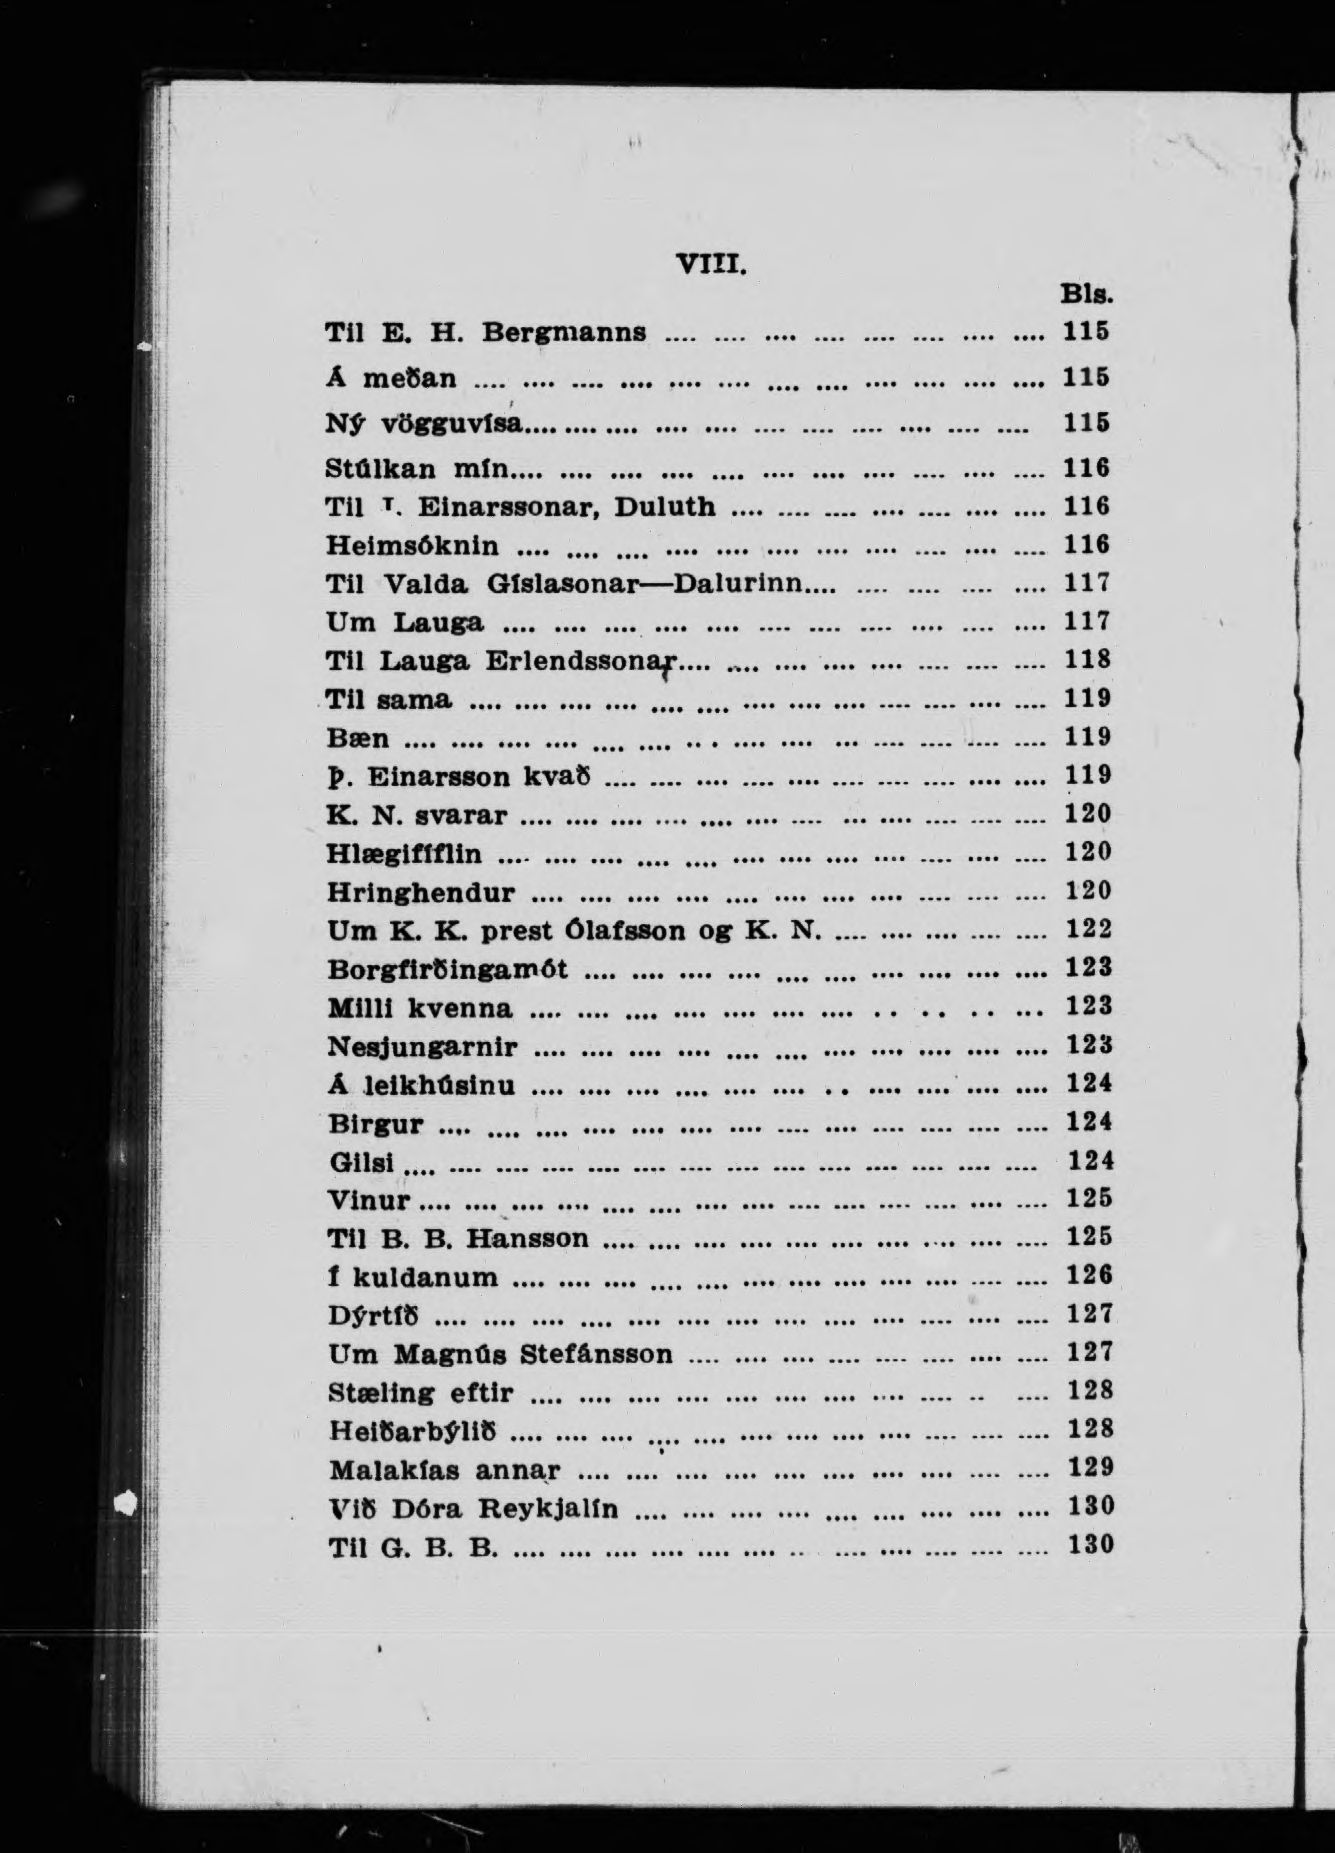 VIII.
Bls.
Til E. H. Bergmanns .... .... .... .... .... .... .... .... 115
Á meðan .... .... .... .... .... .... .... .... .... .... .... .... 115
Ný vögguvísa.... .... .... .... .... .... .... .... .... .... .... 115
Stúlkan mín.... .... .... .... .... .... .... .... .... .... .... 116
Til . Einarssonar, Duluth .... .... .... .... .... .... .... 116
Heimsóknin .... .... .... .... .... .... .... .... .... .... .... 116
Til Valda Gíslasonar—Dalurinn.... .... .... .... .... 117
Um Lauga .... .... .... .... .... .... .... .... .... .... .... 117
Til Lauga Erlendssonar.... .... .... .... .... .... .... .... 118
Til sama .... .... .... .... .... .... .... .... .... .... .... .... .... 119
Bæn .... .... .... .... .... .... .. . .... .... ... .... .... .... .... 119
Þ. Einarsson kvað .... .... .... .... .... .... .... .... .... .... 119
K. N. svarar .... .... .... .... .... .... .... ... .... .... .... .... 120
Hlægifíflin .... .... .... .... .... .... .... .... .... .... .... .... 120
Hringhendur .... .... .... .... .... .... .... .... .... .... .... 120
Um K. K. prest Ólafsson og K. N. .... .... .... .... .... 122
Borgfirðingamót .... .... .... .... .... .... .... .... .... .... 123
Milli kvenna .... .... .... .... .... .... .... . . . . . . ... 123
Nesjungarnir .... .... .... .... .... .... .... .... .... .... .... 123
Á leikhúsinu .... .... .... .... .... .... . . .... .... .... .... 124
Birgur .... .... .... .... .... .... .... .... .... .... .... .... .... 124
Gilsi .... .... .... .... .... .... .... .... .... .... .... .... .... .... 124
Vinur .... .... .... .... .... .... .... .... .... .... .... .... .... .... 125
Til B. B. Hansson .... .... .... .... .... .... .... .... .... .... 125
Í kuldanum .... .... .... .... .... .... .... .... .... .... .... .... 126
Dýrtíð .... .... .... .... .... .... .... .... .... .... .... .... .... 127
Um Magnús Stefánsson .... .... .... .... .... .... .... .... 127
Stæling eftir .... .... .... .... .... .... .... .... .... .. .... 128
Heiðarbýlið .... .... .... .... .... .... .... .... .... .... .... .... 128
Malakías annar .... .... .... .... .... .... .... .... .... .... 129
Við Dóra Reykjalín .... .... .... .... .... .... .... .... .... 130
Til G. B. B. .... .... .... .... .... .... .. .... .... .... .... .... 130